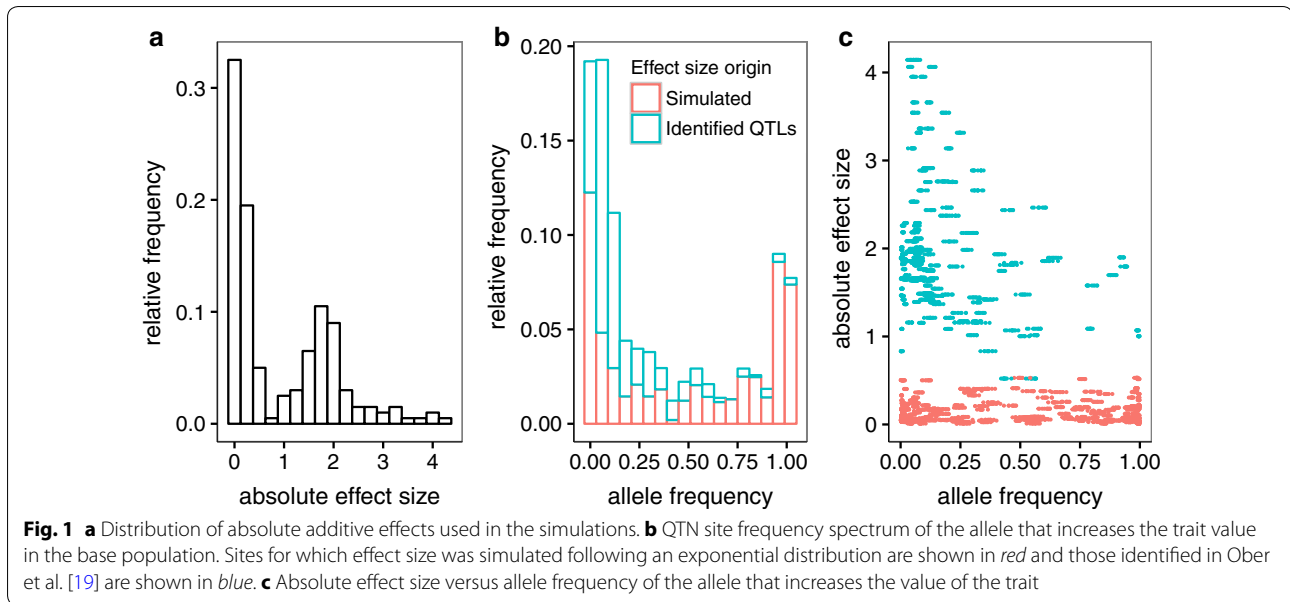 a
relative frequency
0.3
0.2
0.1
0.0
0 1 2 3 4
absolute effect size
b
relative frequency
0.20
0.15
0.10
0.05
0.00
Effect size origin
Simulated
Identified QTLs
0.00 0.25 0.50 0.75 1.00
allele frequency
c
absolute effect size
4
3
2
1
0
0.00 0.25 0.50 0.75 1.00
allele frequency
Fig. 1 a Distribution of absolute additive effects used in the simulations. b QTN site frequency spectrum of the allele that increases the trait value
in the base population. Sites for which effect size was simulated following an exponential distribution are shown in red and those identified in Ober
et al. [19] are shown in blue. c Absolute effect size versus allele frequency of the allele that increases the value of the trait